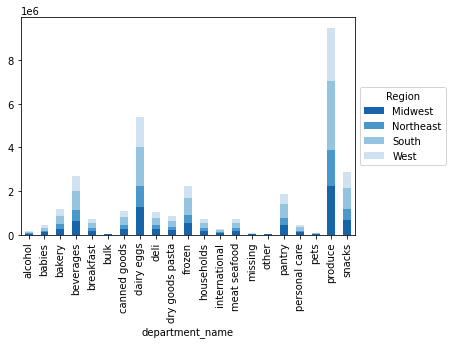 1e6
8
6
4
2
0
Region
Midwest
Northeast
South
West
alcohol
babies
bakery
beverages
breakfast
bulk
canned goods
dairy eggs
deli
dry goods pasta
frozen
households
international
meat seafood
missing
other
pantry
personal care
pets
produce
snacks
department_name